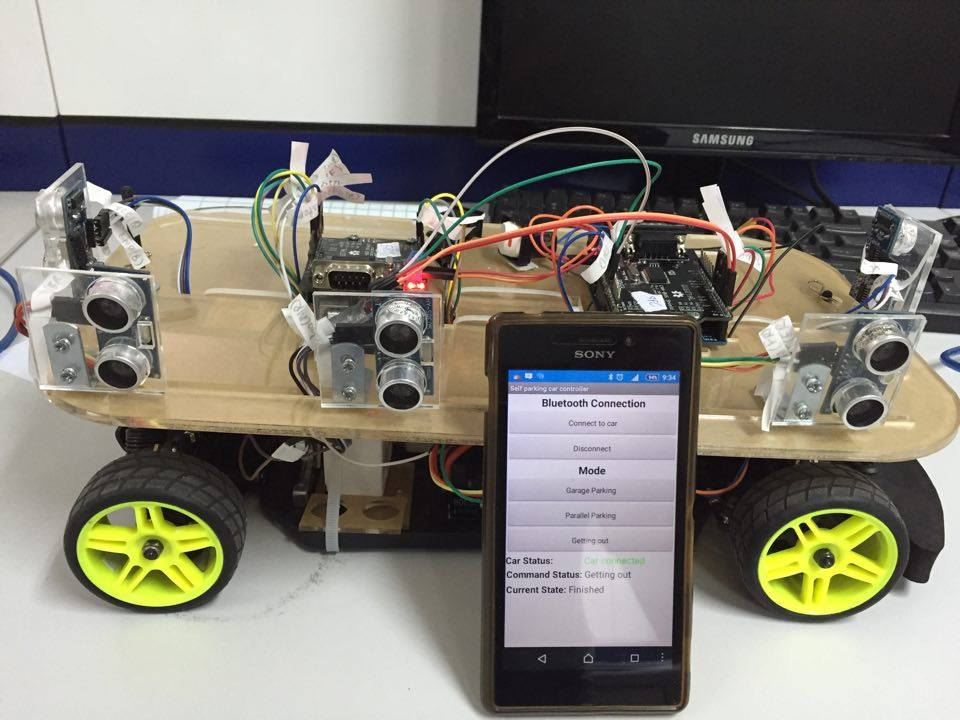 SAMSUNG
SONY
94% 9:34
Self parking car controller
Bluetooth Connection
Connect to car
Disconnect
Mode
Garage Parking
Parallel Parking
Getting out
Car Status: Car connected
Command Status: Getting out
Current State: Finished